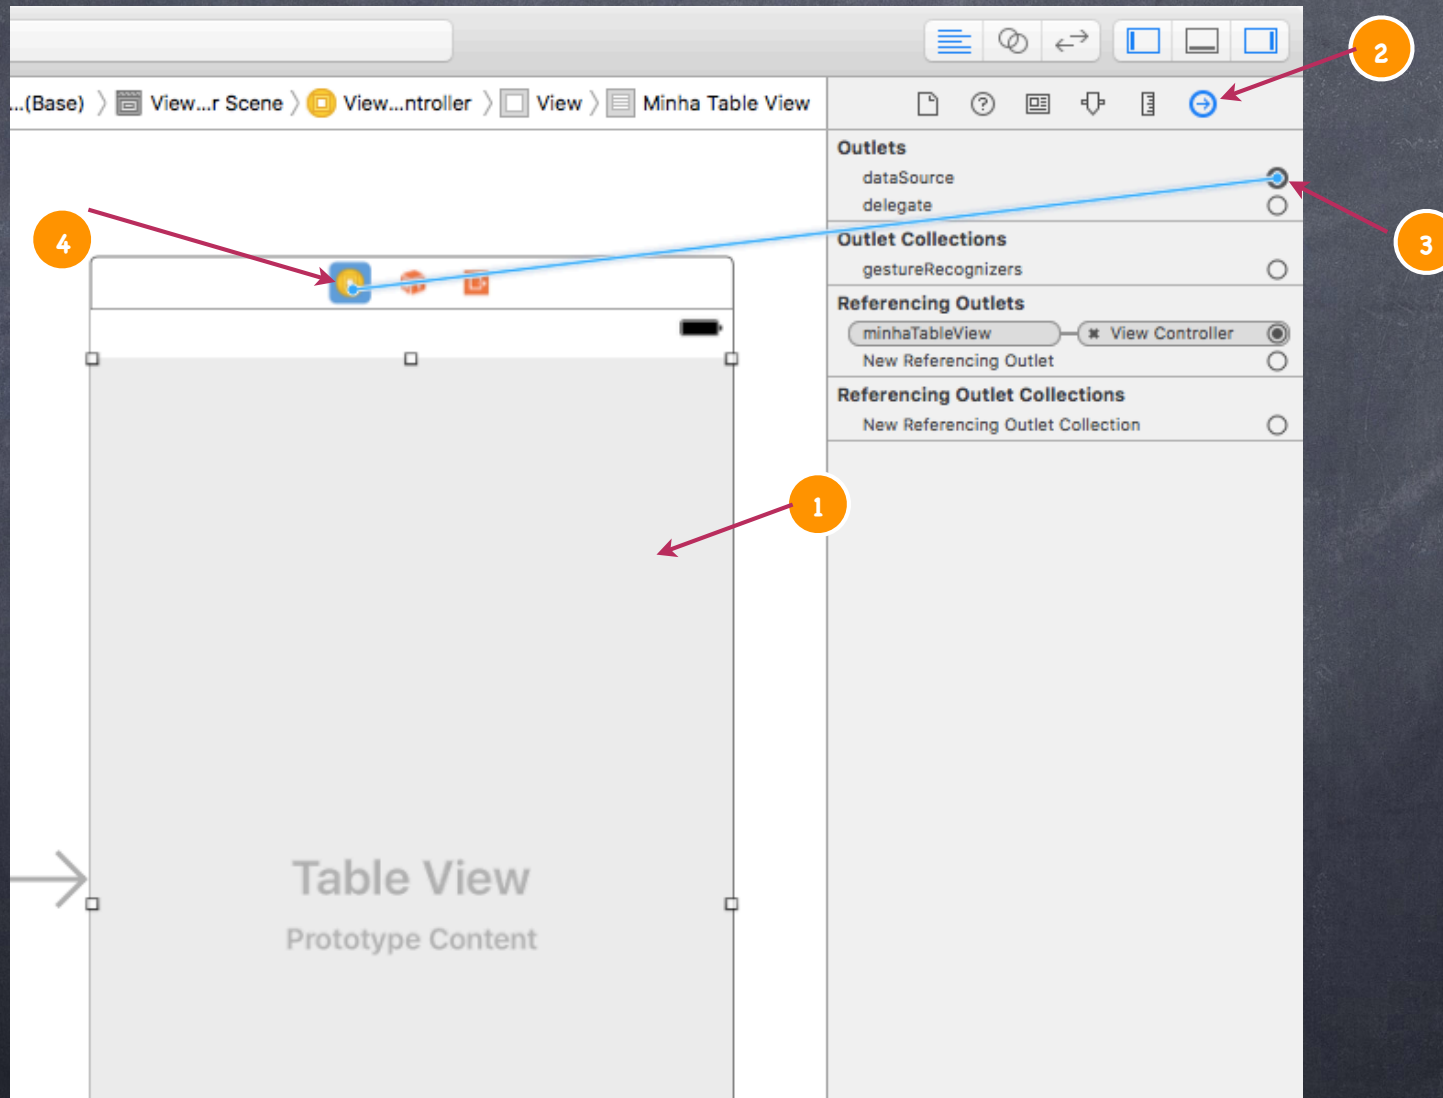 2
...(Base) 〉 View...r Scene 〉 View...ntroller 〉 View 〉 Minha Table View
Outlets
dataSource
delegate
3
4
Outlet Collections
gestureRecognizers
Referencing Outlets
minhaTableView ✖ View Controller
New Referencing Outlet
Referencing Outlet Collections
New Referencing Outlet Collection
1
Table View
Prototype Content